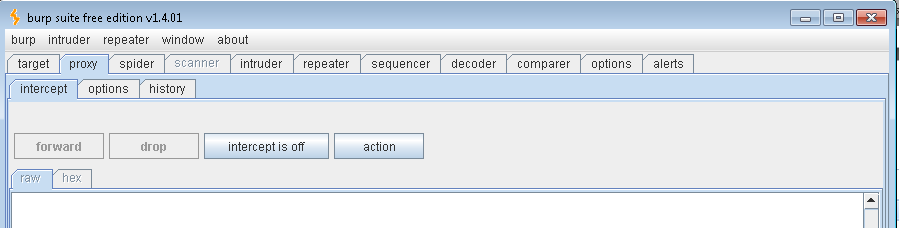 burp suite free edition v1.4.01
burp intruder repeater window about
target proxy spider scanner intruder repeater sequencer decoder comparer options alerts
intercept options history
forward drop intercept is off action
raw hex